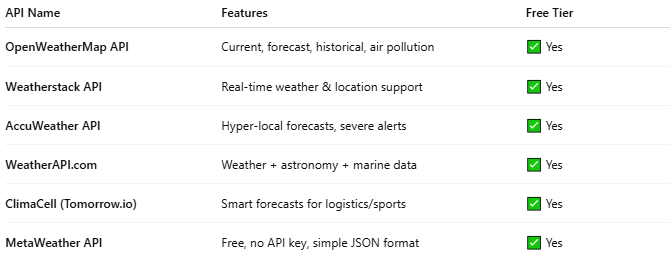 API Name Features Free Tier
OpenWeatherMap API Current, forecast, historical, air pollution ✅ Yes
Weatherstack API Real-time weather & location support ✅ Yes
AccuWeather API Hyper-local forecasts, severe alerts ✅ Yes
WeatherAPI.com Weather + astronomy + marine data ✅ Yes
ClimaCell (Tomorrow.io) Smart forecasts for logistics/sports ✅ Yes
MetaWeather API Free, no API key, simple JSON format ✅ Yes